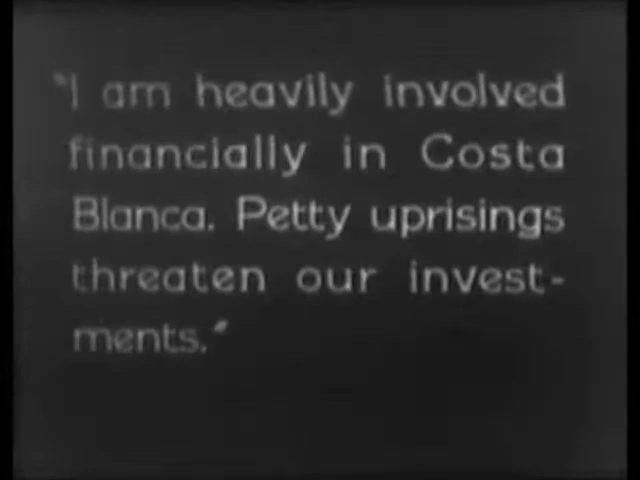 "I am heavily involved
financially in Costa
Blanca. Petty uprisings
threaten our invest-
ments."